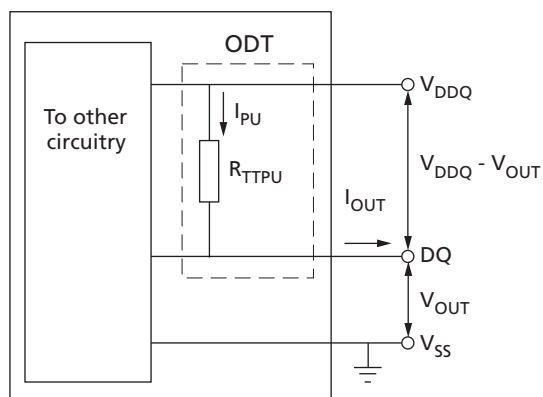 ODT
To other
circuitry
I_PU
R_TTPU
I_OUT
V_DDQ
V_DDQ - V_OUT
DQ
V_OUT
V_SS